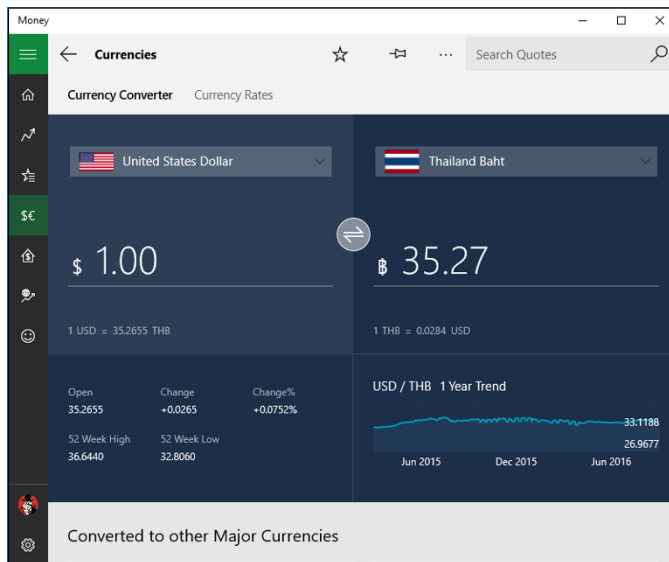 Money
Currencies
Search Quotes
Currency Converter Currency Rates
United States Dollar
Thailand Baht
$ 1.00
฿ 35.27
1 USD = 35.2655 THB
1 THB = 0.0284 USD
Open Change Change%
35.2655 +0.0265 +0.0752%
52 Week High 52 Week Low
36.6440 32.8060
USD / THB 1 Year Trend
33.1188
26.9677
Jun 2015 Dec 2015 Jun 2016
$€
Converted to other Major Currencies